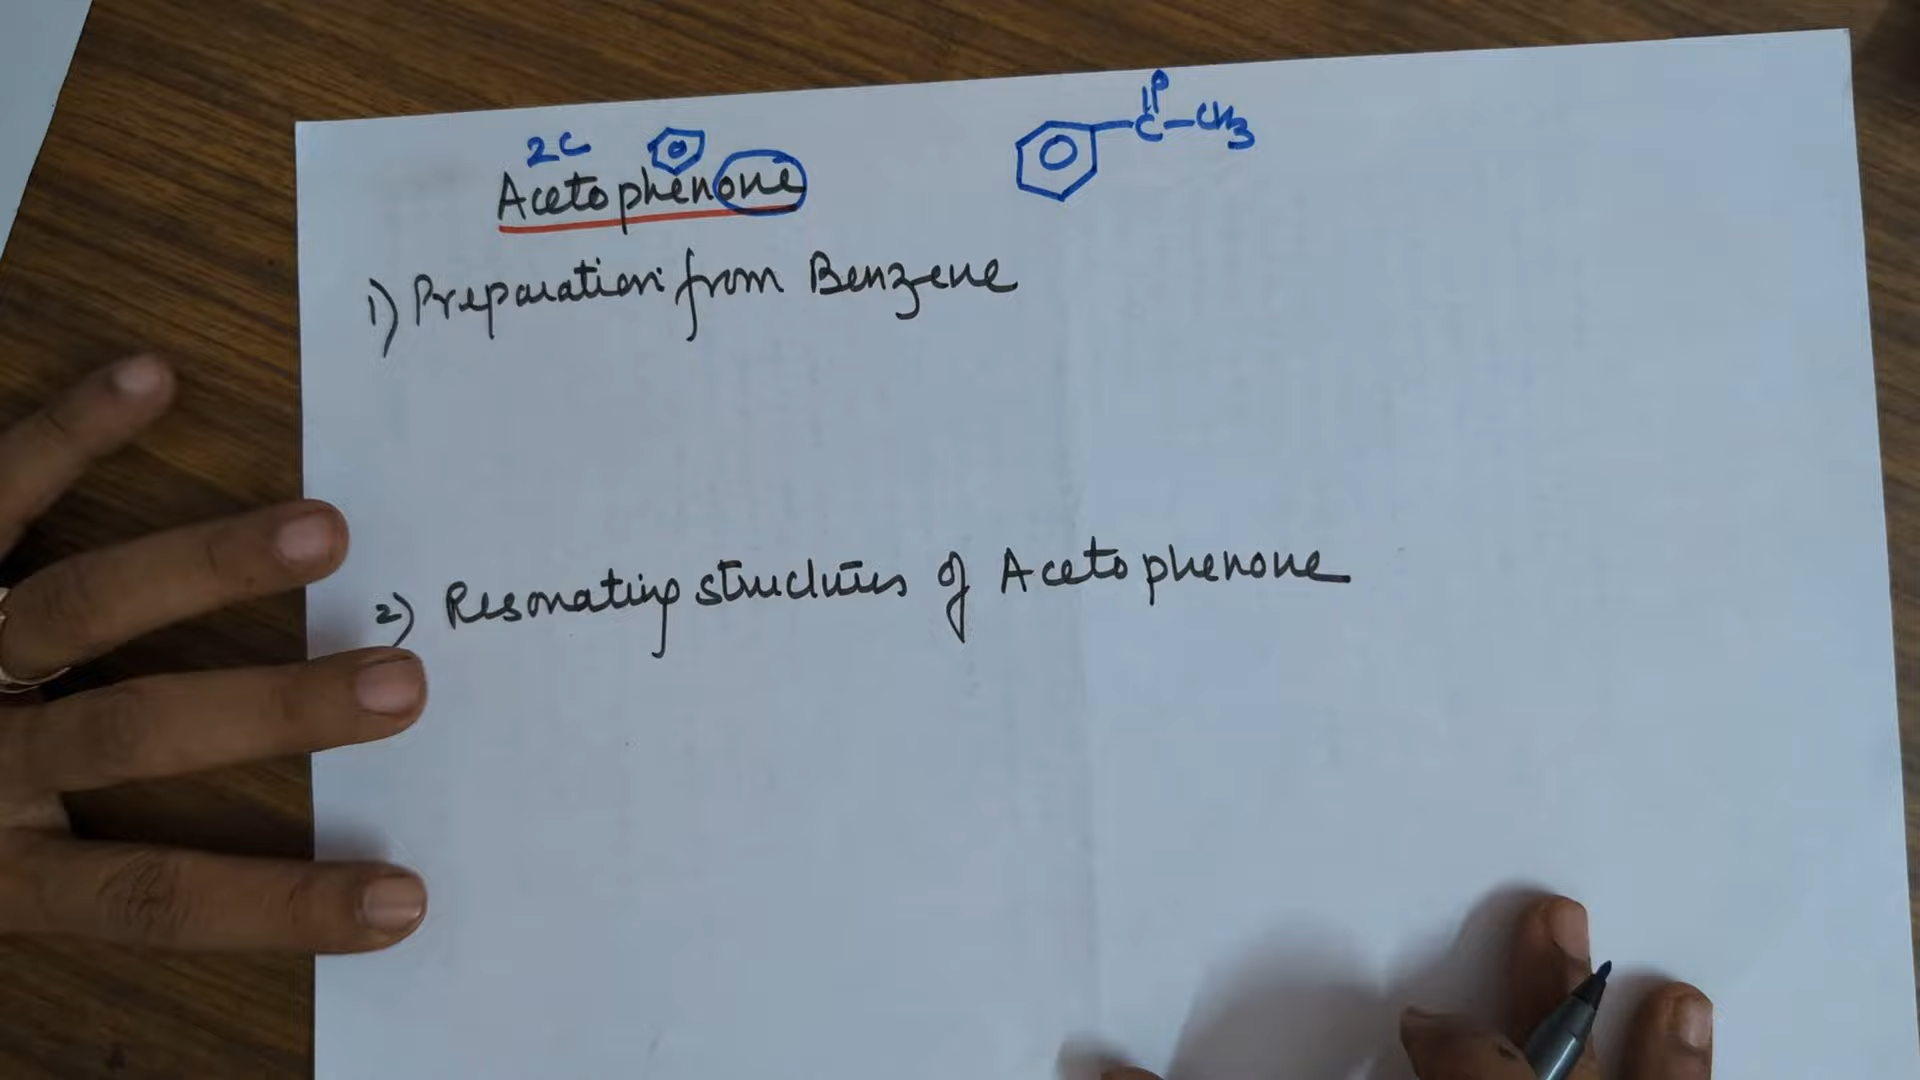 2C
Acetophenone
O
C-CH3
1) Preparation from Benzene
2) Resonating structures of Acetophenone